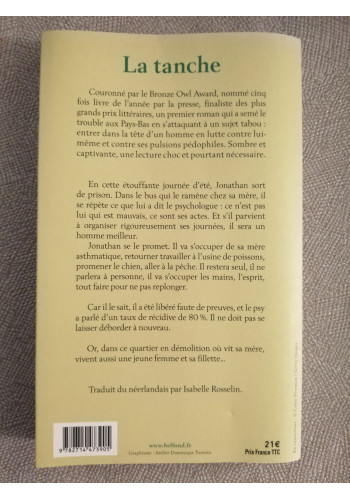 La tanche
Couronné par le Bronze Owl Award, nommé cinq
fois livre de l'année par la presse, finaliste des plus
grands prix littéraires, un premier roman qui a semé le
trouble aux Pays-Bas en s'attaquant à un sujet tabou :
entrer dans la tête d'un homme en lutte contre lui-
même et contre ses pulsions pédophiles. Sombre et
captivante, une lecture choc et pourtant nécessaire.
En cette étouffante journée d'été, Jonathan sort
de prison. Dans le bus qui le ramène chez sa mère, il
se répète ce que lui a dit le psychologue : ce n'est pas
lui qui est mauvais, ce sont ses actes. Et s'il parvient
à organiser rigoureusement ses journées, il sera un
homme meilleur.
Jonathan se le promet. Il va s'occuper de sa mère
asthmatique, retourner travailler à l'usine de poissons,
promener le chien, aller à la pêche. Il restera seul, il ne
parlera à personne, il va s'occuper les mains, l'esprit,
tout faire pour ne pas replonger.
Car il le sait, il a été libéré faute de preuves, et le psy
a parlé d'un taux de récidive de 80 %. Il ne doit pas se
laisser déborder à nouveau.
Or, dans ce quartier en démolition où vit sa mère,
vivent aussi une jeune femme et sa fillette...
Traduit du néerlandais par Isabelle Rosselin.
www.belfond.fr
21€
Prix France TTC
9 782714 473905